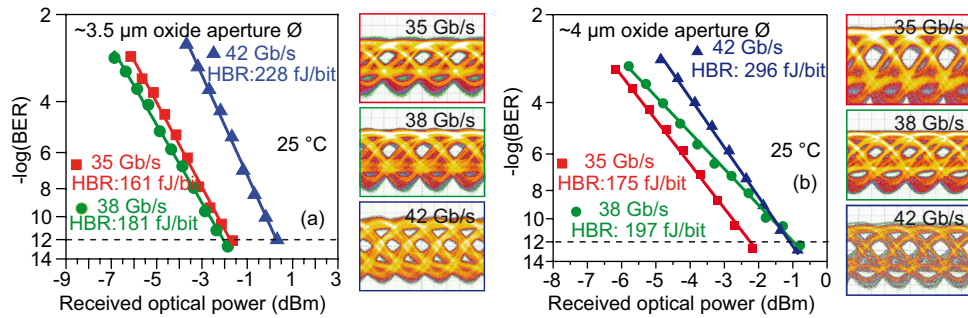 ~3.5 µm oxide aperture Ø
42 Gb/s
HBR:228 fJ/bit
25 °C
35 Gb/s
HBR:161 fJ/bit
38 Gb/s
HBR:181 fJ/bit
(a)
-log(BER)
2
4
6
8
10
12
14
-9 -7 -5 -3 -1 1 3
Received optical power (dBm)
35 Gb/s
38 Gb/s
42 Gb/s
~4 µm oxide aperture Ø
42 Gb/s
HBR: 296 fJ/bit
25 °C
35 Gb/s
HBR:175 fJ/bit
(b)
38 Gb/s
HBR: 197 fJ/bit
-log(BER)
-2
4
6
8
10
12
14
-8 -7 -6 -5 -4 -3 -2 -1 0
Received optical power (dBm)
35 Gb/s
38 Gb/s
42 Gb/s